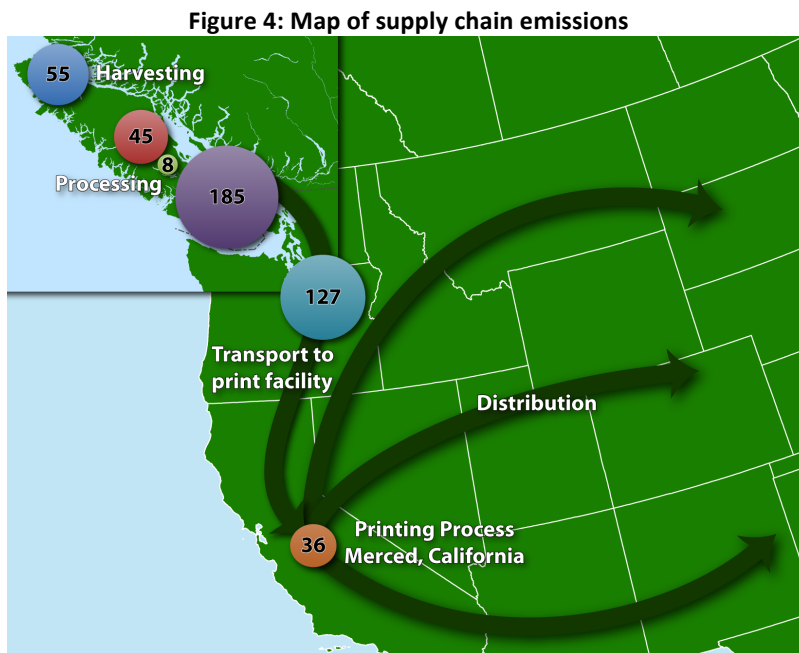 Figure 4: Map of supply chain emissions
55
Harvesting
45
8
Processing
185
127
Transport to
print facility
Distribution
36
Printing Process
Merced, California